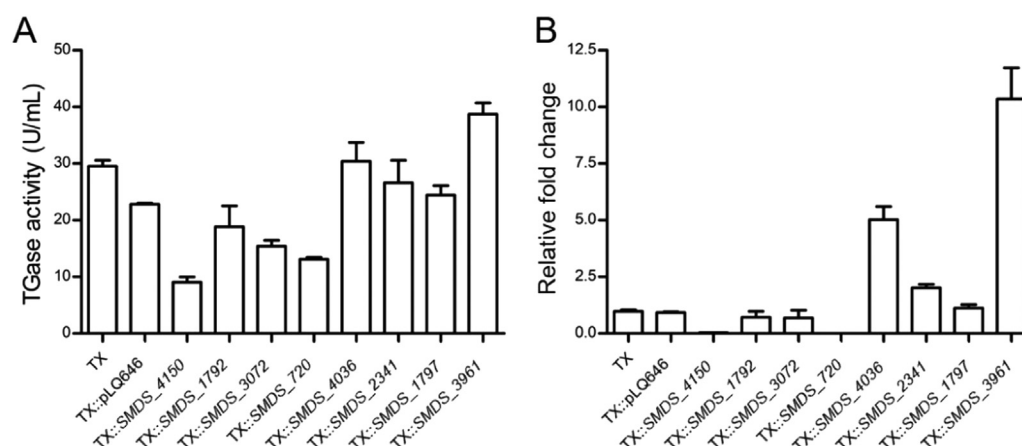 A
B
TGase activity (U/mL)
50
40
30
20
10
0
TX
TX::pLQ646
TX::SMDS_4150
TX::SMDS_1792
TX::SMDS_3072
TX::SMDS_720
TX::SMDS_4036
TX::SMDS_2341
TX::SMDS_1797
TX::SMDS_3961
Relative fold change
12.5
10.0
7.5
5.0
2.5
0.0
TX
TX::pLQ646
TX::SMDS_4150
TX::SMDS_1792
TX::SMDS_3072
TX::SMDS_720
TX::SMDS_4036
TX::SMDS_2341
TX::SMDS_1797
TX::SMDS_3961